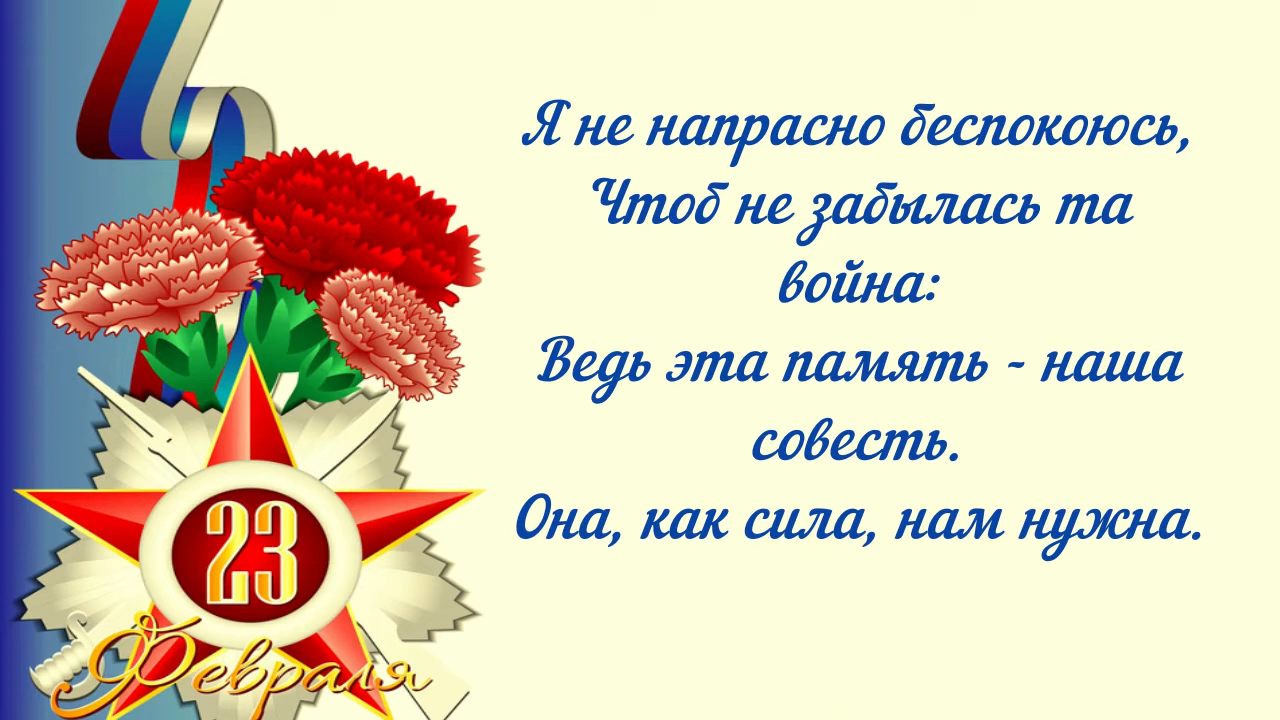 Я не напрасно беспокоюсь,
Чтоб не забылась та
война:
Ведь эта память - наша
совесть.
Она, как сила, нам нужна.
23
Февраля